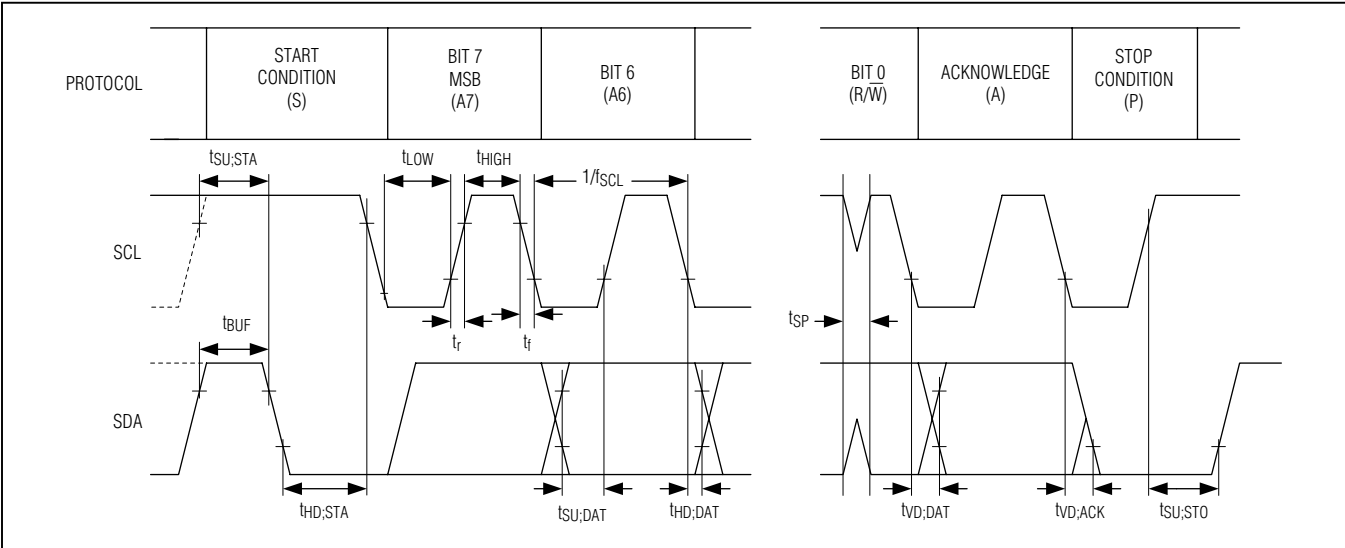 PROTOCOL
START
CONDITION
(S)
BIT 7
MSB
(A7)
BIT 6
(A6)
BIT 0
(R/W̅)
ACKNOWLEDGE
(A)
STOP
CONDITION
(P)
tSU;STA
tLOW
tHIGH
1/fSCL
SCL
tBUF
tr
tf
tSP
SDA
tHD;STA
tSU;DAT
tHD;DAT
tVD;DAT
tVD;ACK
tSU;STO